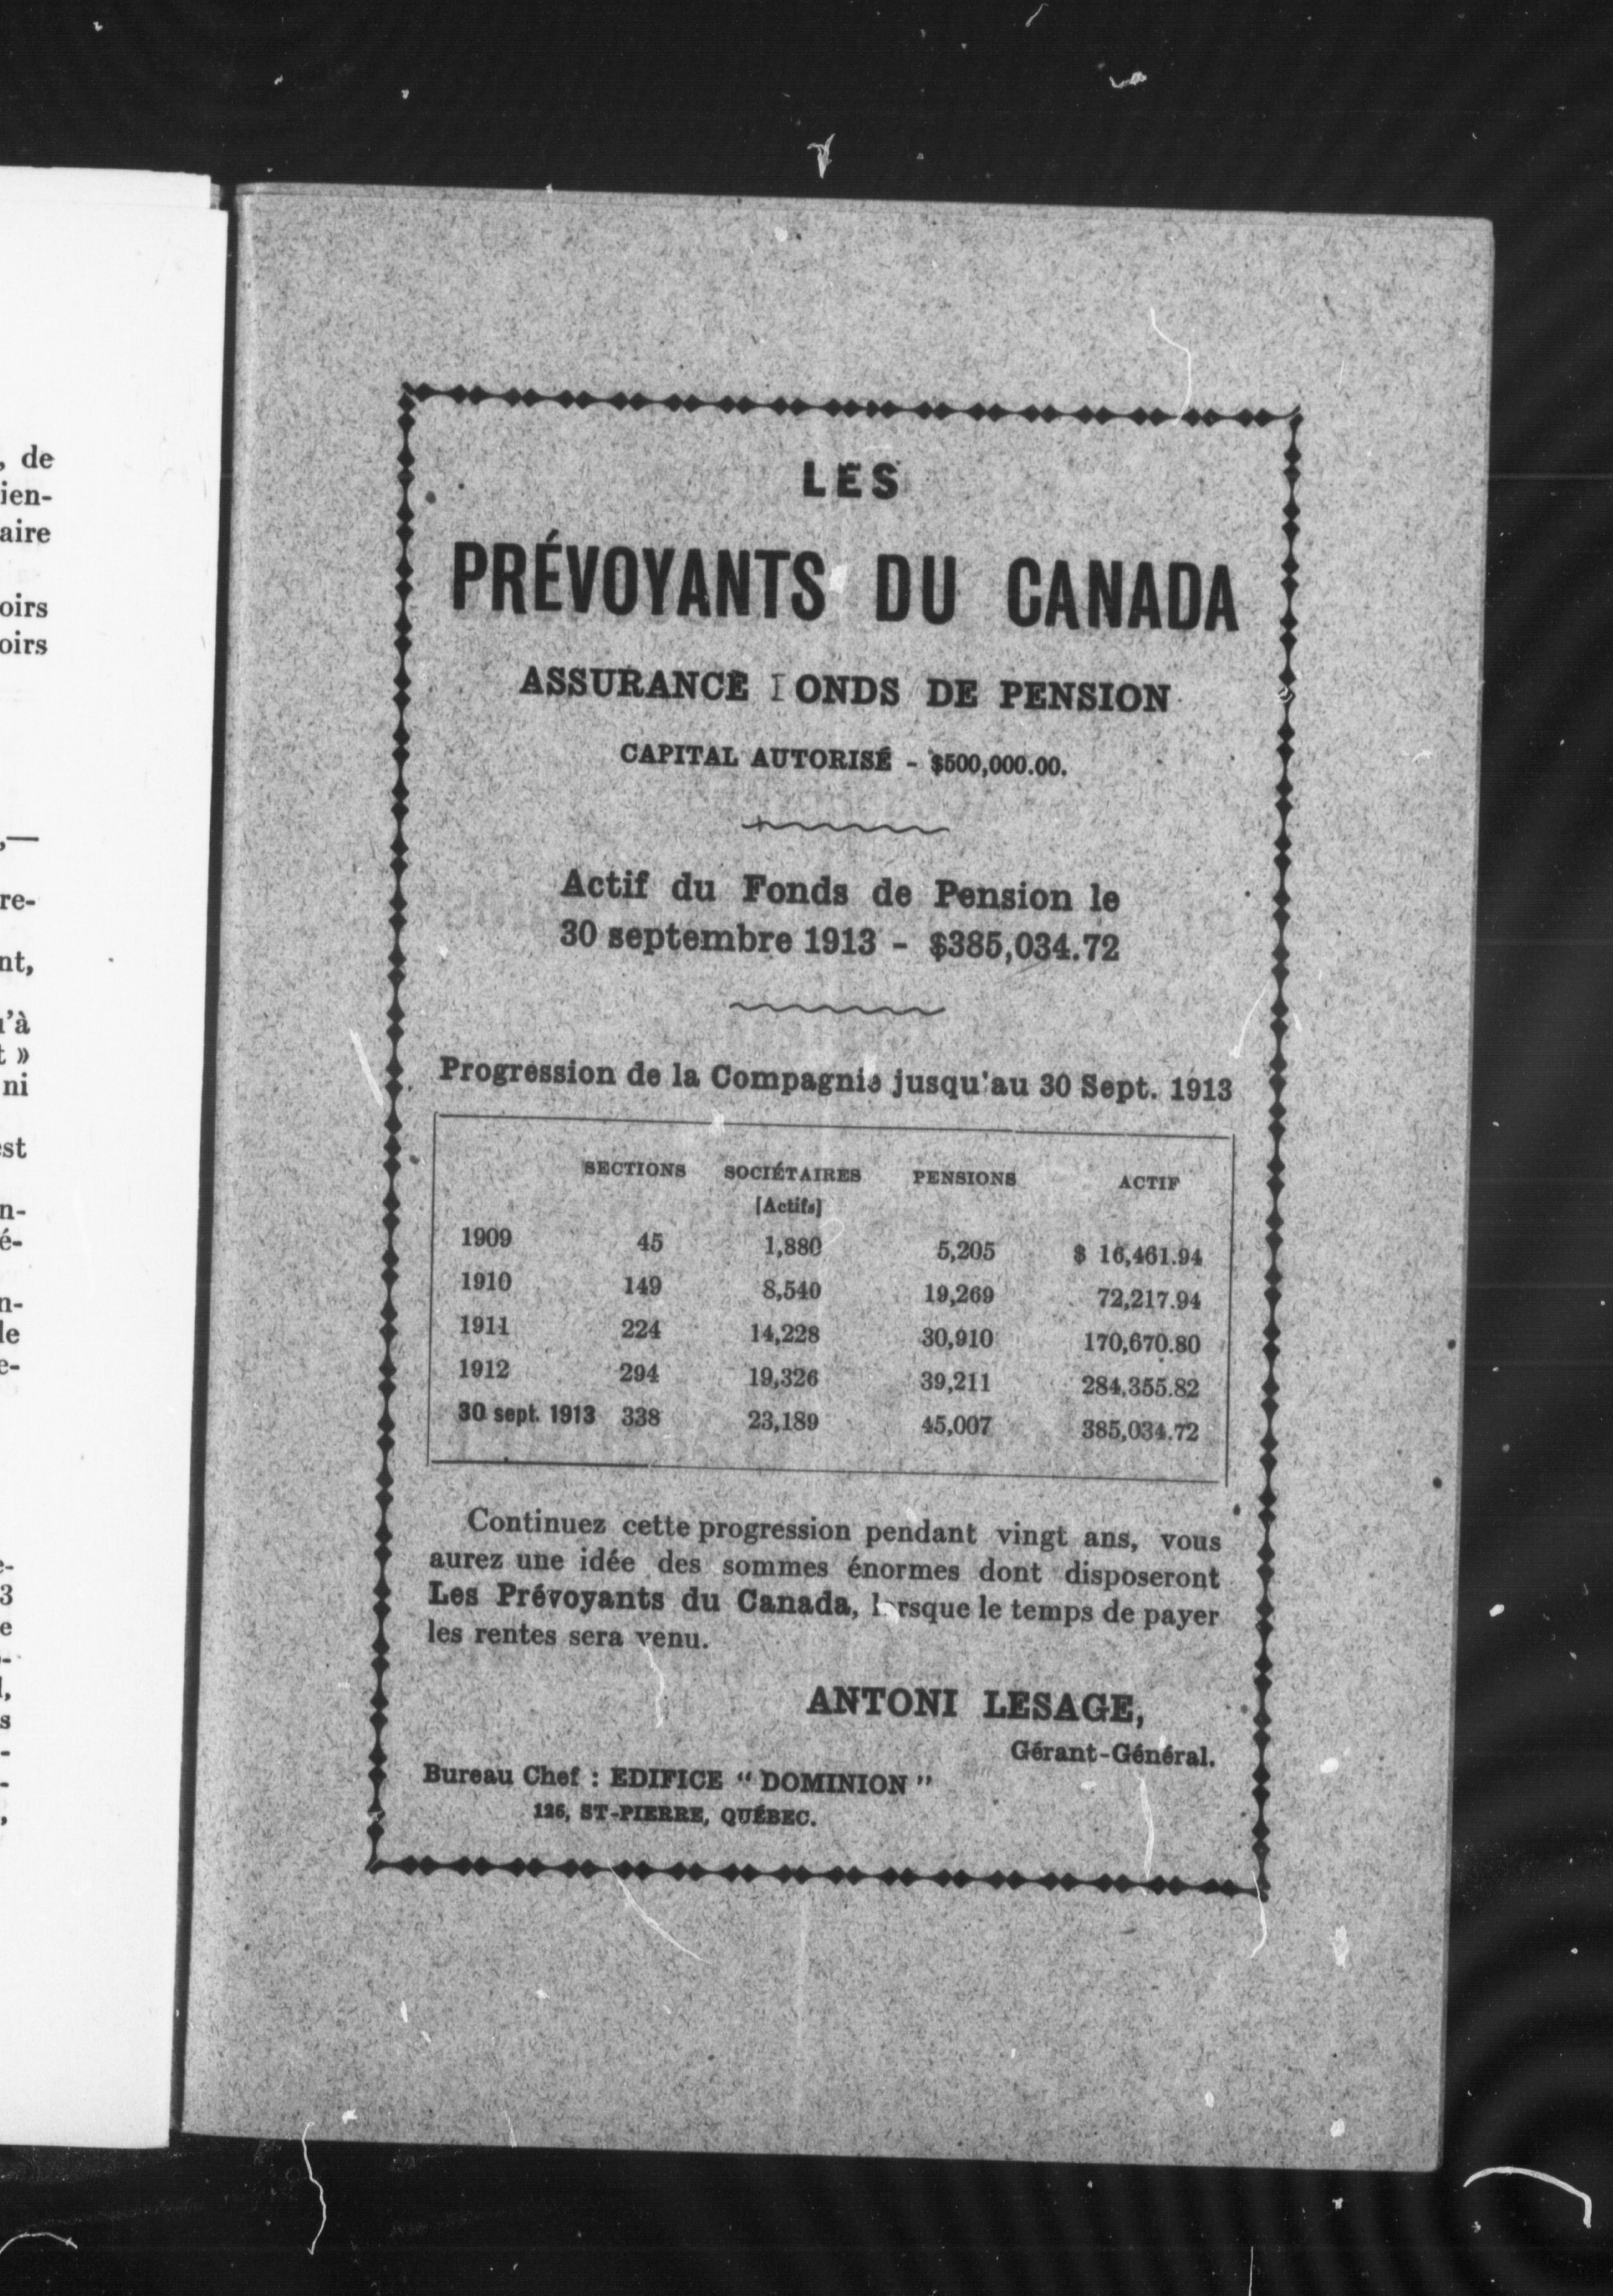 LES
PRÉVOYANTS DU CANADA
ASSURANCE FONDS DE PENSION
CAPITAL AUTORISÉ - $500,000.00.
Actif du Fonds de Pension le
30 septembre 1913 - $385,034.72
Progression de la Compagnie jusqu'au 30 Sept. 1913
SECTIONS SOCIÉTAIRES PENSIONS ACTIF
[Actifs]
1909 45 1,880 5,205 $ 16,461.94
1910 149 8,540 19,269 72,217.94
1911 224 14,228 30,910 170,670.80
1912 294 19,326 39,211 284,355.82
30 sept. 1913 338 23,189 45,007 385,034.72
Continuez cette progression pendant vingt ans, vous
aurez une idée des sommes énormes dont disposeront
Les Prévoyants du Canada, lorsque le temps de payer
les rentes sera venu.
ANTONI LESAGE,
Gérant-Général.
Bureau Chef : EDIFICE " DOMINION "
126, ST-PIERRE, QUÉBEC.